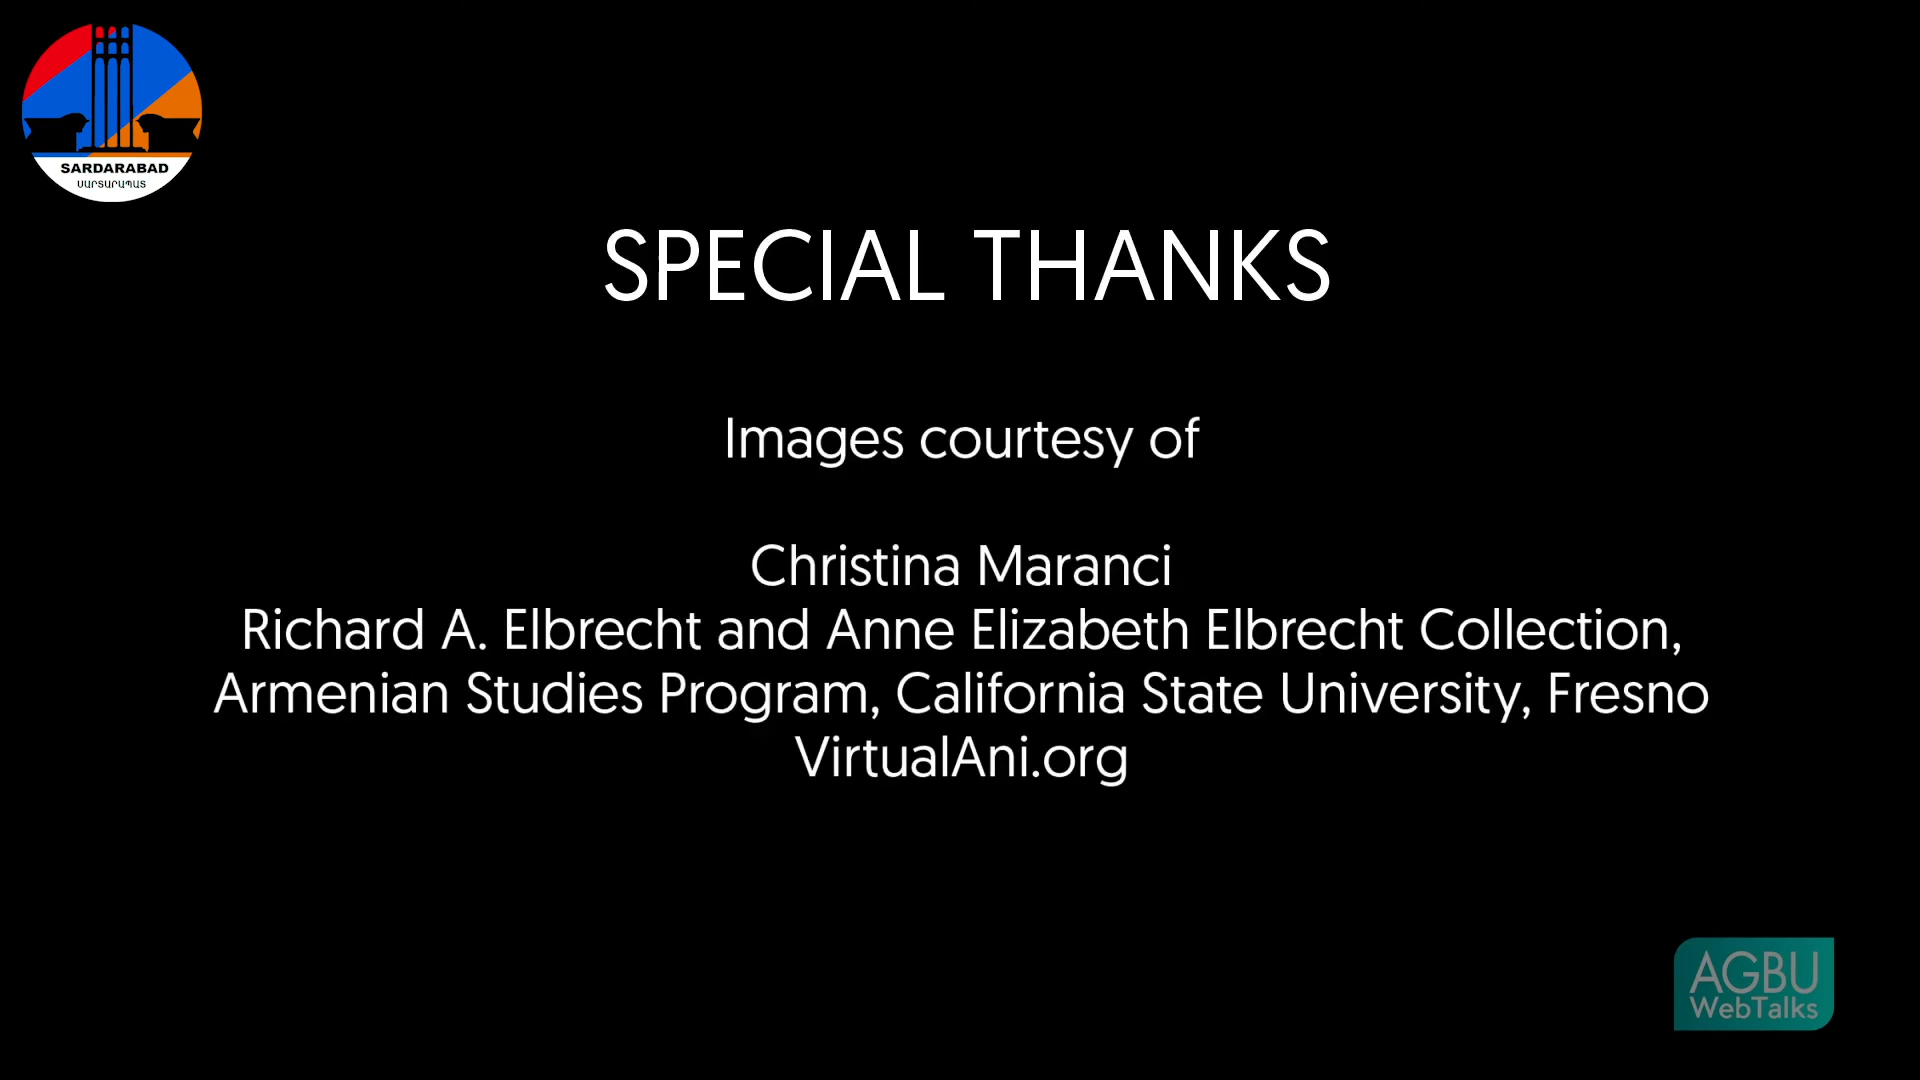 SARDARABAD
ՍԱՐՏԱՐԱՊԱՏ
SPECIAL THANKS
Images courtesy of
Christina Maranci
Richard A. Elbrecht and Anne Elizabeth Elbrecht Collection,
Armenian Studies Program, California State University, Fresno
VirtualAni.org
AGBU
WebTalks